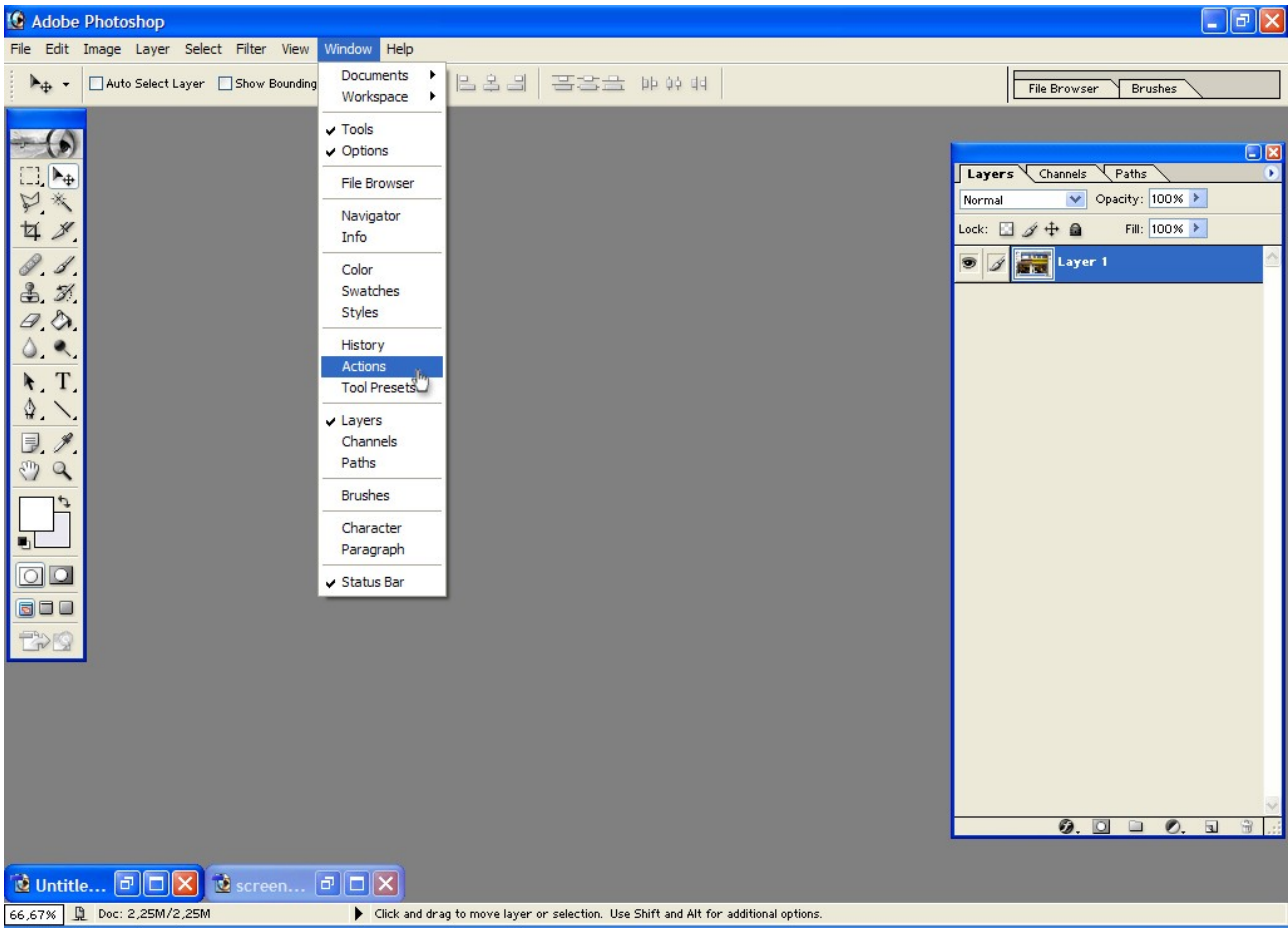 Adobe Photoshop
File Edit Image Layer Select Filter View Window Help
Auto Select Layer Show Bounding
File Browser Brushes
Documents
Workspace
Tools
Options
File Browser
Navigator
Info
Color
Swatches
Styles
History
Actions
Tool Presets
Layers
Channels
Paths
Brushes
Character
Paragraph
Status Bar
Layers Channels Paths
Normal Opacity: 100%
Lock: Fill: 100%
Layer 1
Untitle... screen...
66,67% Doc: 2,25M/2,25M Click and drag to move layer or selection. Use Shift and Alt for additional options.